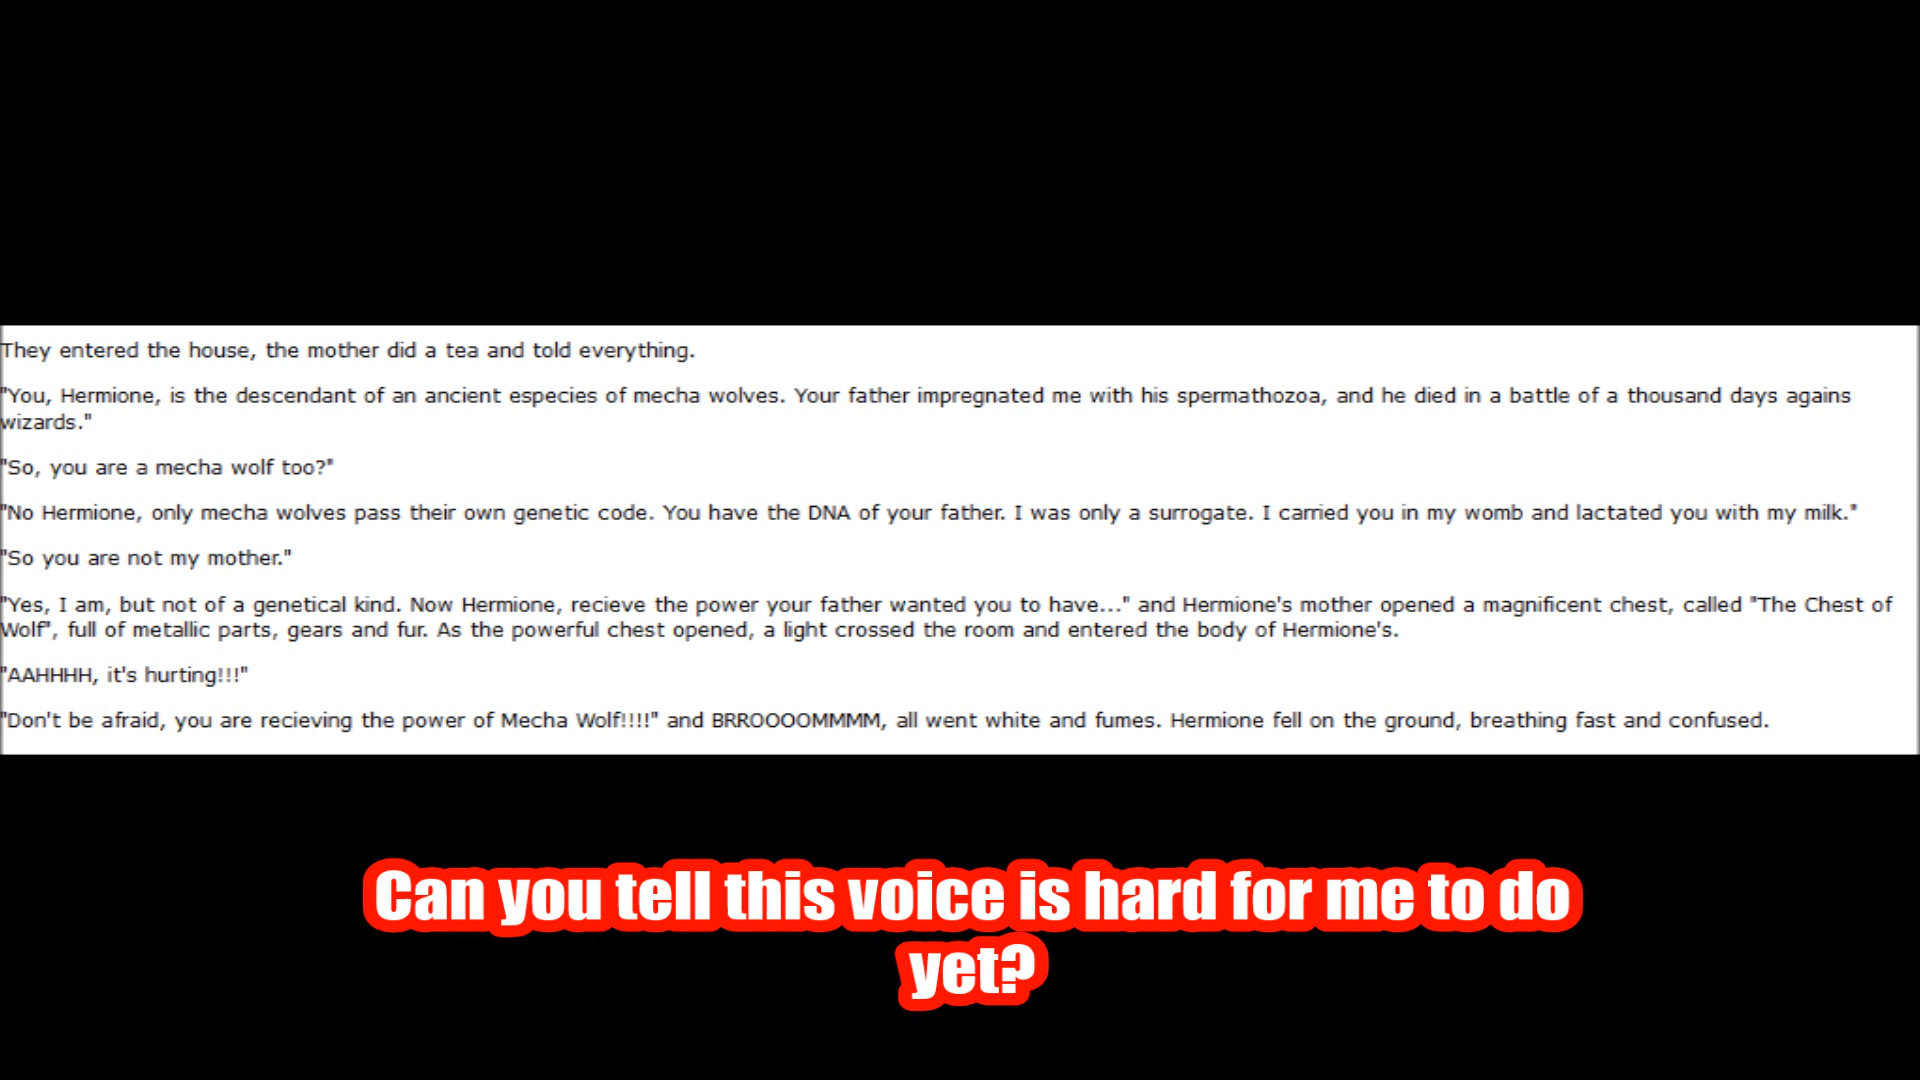 They entered the house, the mother did a tea and told everything.
"You, Hermione, is the descendant of an ancient especies of mecha wolves. Your father impregnated me with his spermathozoa, and he died in a battle of a thousand days agains
wizards."
"So, you are a mecha wolf too?"
"No Hermione, only mecha wolves pass their own genetic code. You have the DNA of your father. I was only a surrogate. I carried you in my womb and lactated you with my milk."
"So you are not my mother."
"Yes, I am, but not of a genetical kind. Now Hermione, recieve the power your father wanted you to have..." and Hermione's mother opened a magnificent chest, called "The Chest of
Wolf", full of metallic parts, gears and fur. As the powerful chest opened, a light crossed the room and entered the body of Hermione's.
"AAHHHH, it's hurting!!!"
"Don't be afraid, you are recieving the power of Mecha Wolf!!!!" and BRROOOOMMMM, all went white and fumes. Hermione fell on the ground, breathing fast and confused.
Can you tell this voice is hard for me to do
yet?